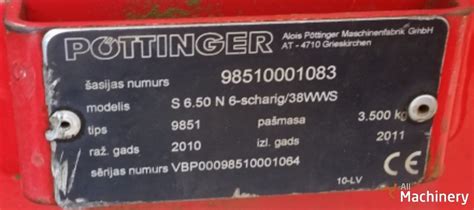 PÖTTINGER
Alois Pöttinger Maschinenfabrik GmbH
AT - 4710 Grieskirchen
šasijas numurs 98510001083
modelis S 6.50 N 6-scharig/38WWS
tips 9851 pašmasa 3.500 kg
raž. gads 2010 izl. gads 2011
sērijas numurs VBP00098510001064
CE
10-LV
All
Machinery